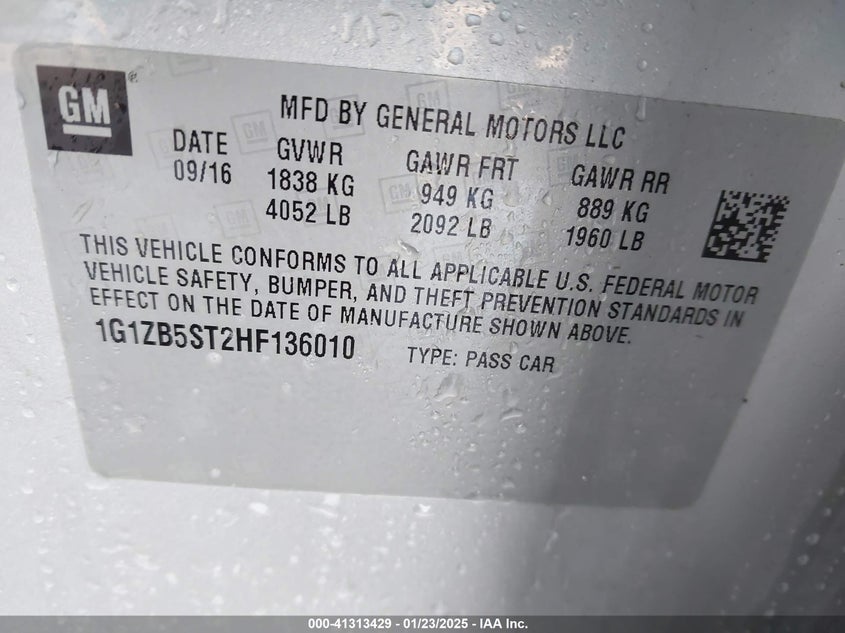 GM
MFD BY GENERAL MOTORS LLC
DATE GVWR GAWR FRT GAWR RR
09/16 1838 KG 949 KG 889 KG
4052 LB 2092 LB 1960 LB
THIS VEHICLE CONFORMS TO ALL APPLICABLE U.S. FEDERAL MOTOR
VEHICLE SAFETY, BUMPER, AND THEFT PREVENTION STANDARDS IN
EFFECT ON THE DATE OF MANUFACTURE SHOWN ABOVE.
1G1ZB5ST2HF136010 TYPE: PASS CAR
000-41313429 - 01/23/2025 - IAA Inc.